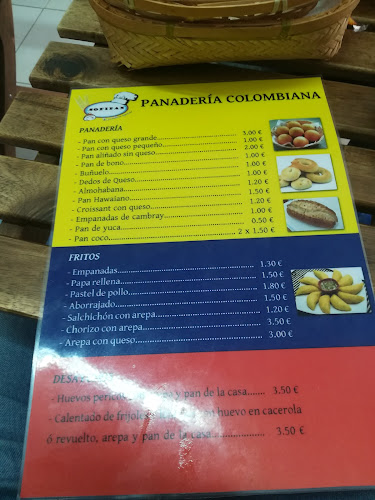 SOFIPAN
PANADERÍA COLOMBIANA
PANADERÍA
- Pan con queso grande 3.00 €
- Pan con queso pequeño 1.00 €
- Pan aliñado sin queso 2.00 €
- Pan de bono 1.00 €
- Buñuelo 1.00 €
- Dedos de Queso 1.00 €
- Almohabana 1.20 €
- Pan Hawaiano 1.50 €
- Croissant con queso 1.20 €
- Empanadas de cambray 1.00 €
- Pan de yuca 0.50 €
- Pan coco 2 x 1.50 €
FRITOS
- Empanadas 1.30 €
- Papa rellena 1.50 €
- Pastel de pollo 1.80 €
- Aborrajado 1.50 €
- Salchichón con arepa 1.20 €
- Chorizo con arepa 3.50 €
- Arepa con queso 3.00 €
- Huevos y pan de la casa 3.50 €
- Calentado de frijoles huevo en cacerola
ó revuelto, arepa y pan de la casa 3.50 €